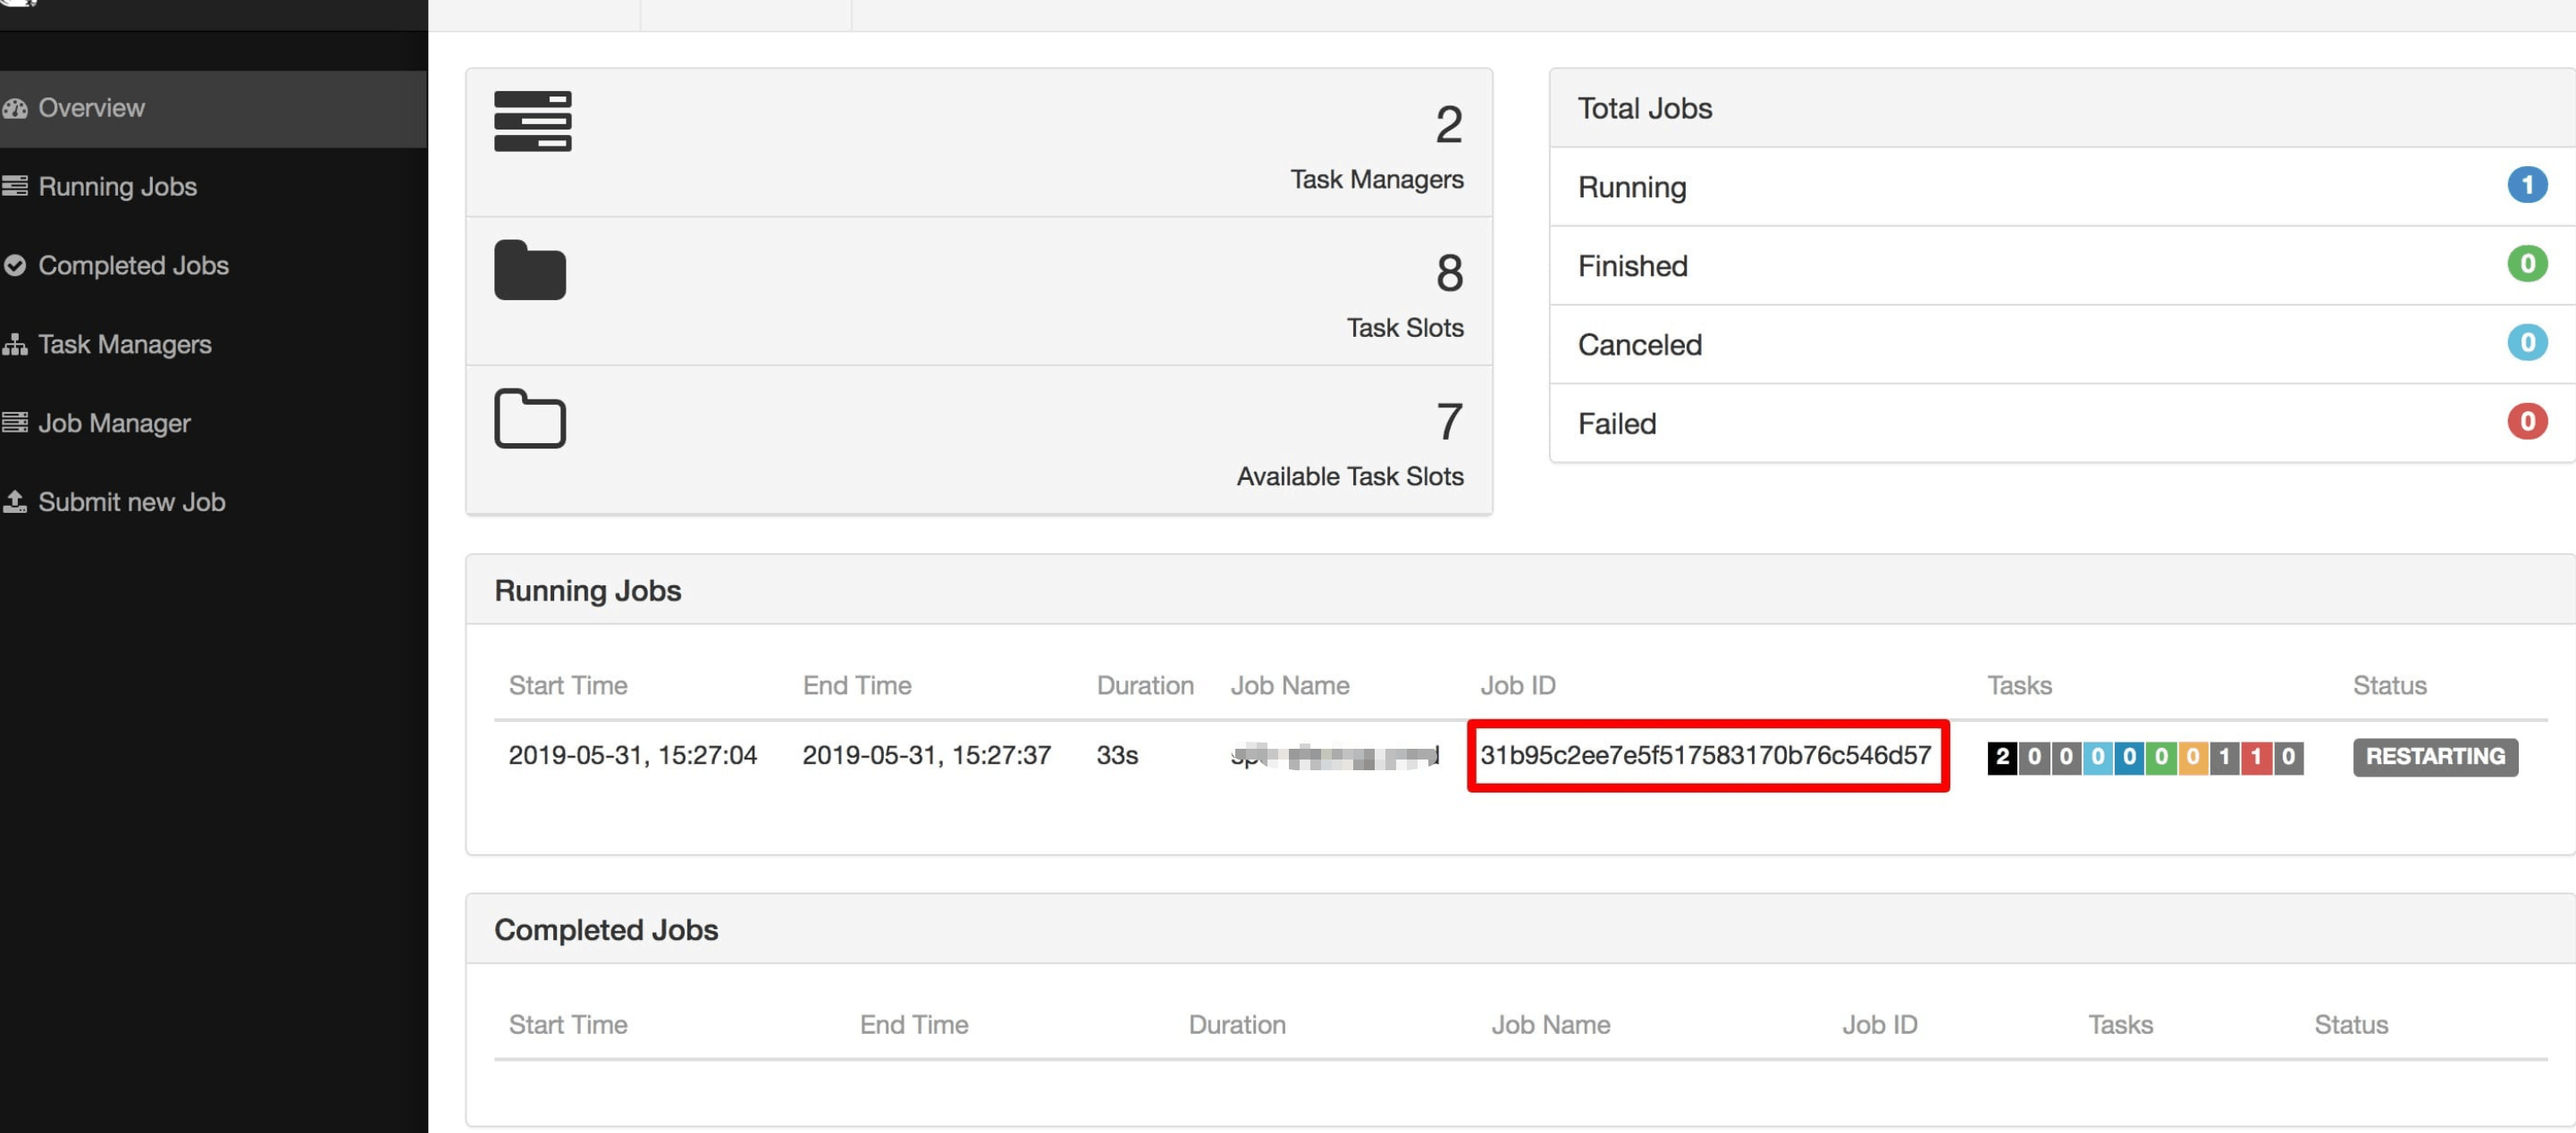 Overview
Running Jobs
Completed Jobs
Task Managers
Job Manager
Submit new Job
2
Task Managers
8
Task Slots
7
Available Task Slots
Total Jobs
Running 1
Finished 0
Canceled 0
Failed 0
Running Jobs
Start Time End Time Duration Job Name Job ID Tasks Status
2019-05-31, 15:27:04 2019-05-31, 15:27:37 33s 31b95c2ee7e5f517583170b76c546d57 2 0 0 0 0 0 0 1 1 0 RESTARTING
Completed Jobs
Start Time End Time Duration Job Name Job ID Tasks Status